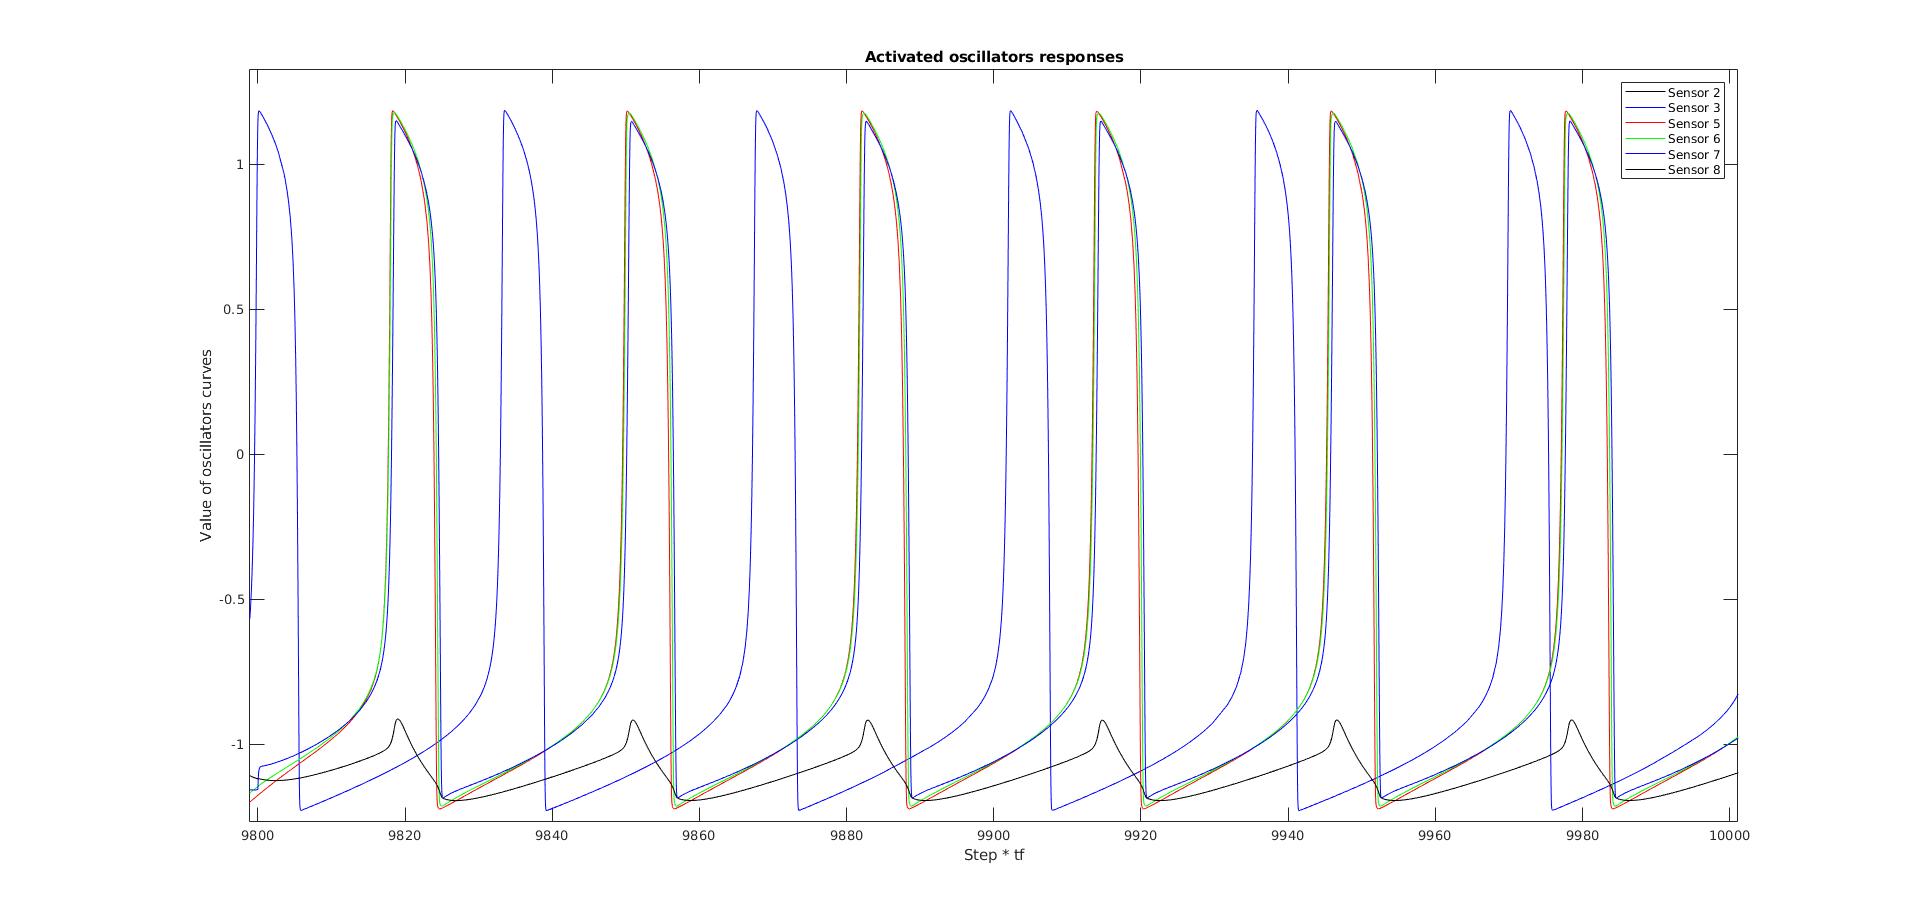 Activated oscillators responses
Sensor 2
Sensor 3
Sensor 5
Sensor 6
Sensor 7
Sensor 8
1
0.5
0
-0.5
-1
Value of oscillators curves
9800 9820 9840 9860 9880 9900 9920 9940 9960 9980 10000
Step * tf